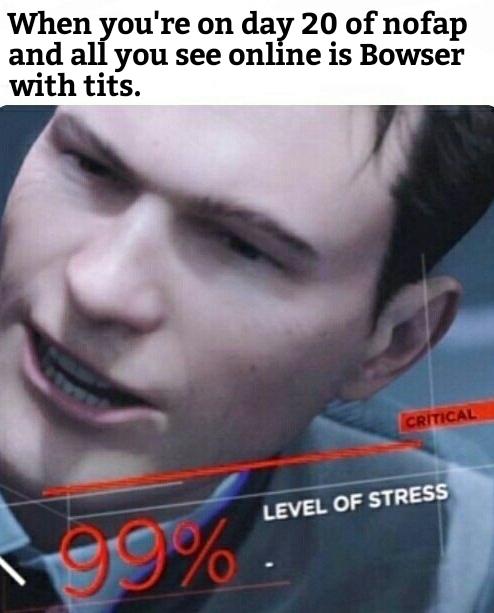 When you're on day 20 of nofap
and all you see online is Bowser
with tits.
CRITICAL
LEVEL OF STRESS
99%